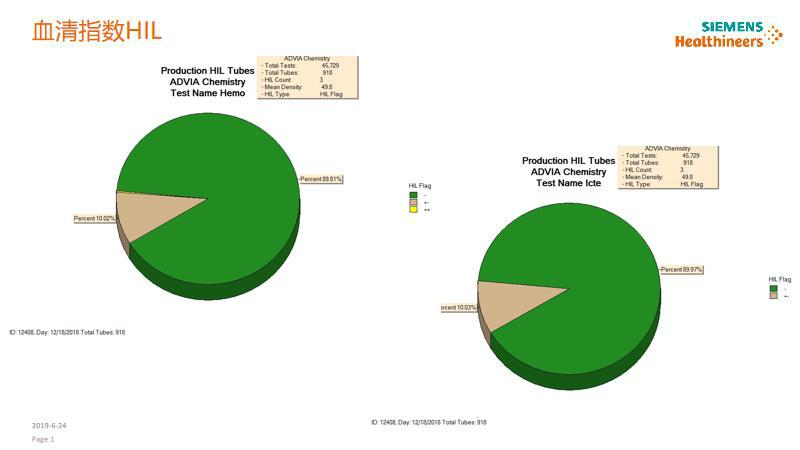 血清指数HIL
SIEMENS
Healthineers
Production HIL Tubes
ADVIA Chemistry
Test Name Hemo
ADVIA Chemistry
- Total Tests: 45,729
- Total Tubes: 918
- HIL Count: 3
- Mean Density: 49.8
- HIL Type: HIL Flag
Percent 89.81%
Percent 10.02%
HIL Flag
-
+
++
ID: 12408, Day: 12/18/2018 Total Tubes: 918
Production HIL Tubes
ADVIA Chemistry
Test Name Icte
ADVIA Chemistry
- Total Tests: 45,729
- Total Tubes: 918
- HIL Count: 3
- Mean Density: 49.8
- HIL Type: HIL Flag
Percent 89.97%
ercent 10.03%
HIL Flag
-
+
ID: 12408, Day: 12/18/2018 Total Tubes: 918
2019-6-24
Page 1